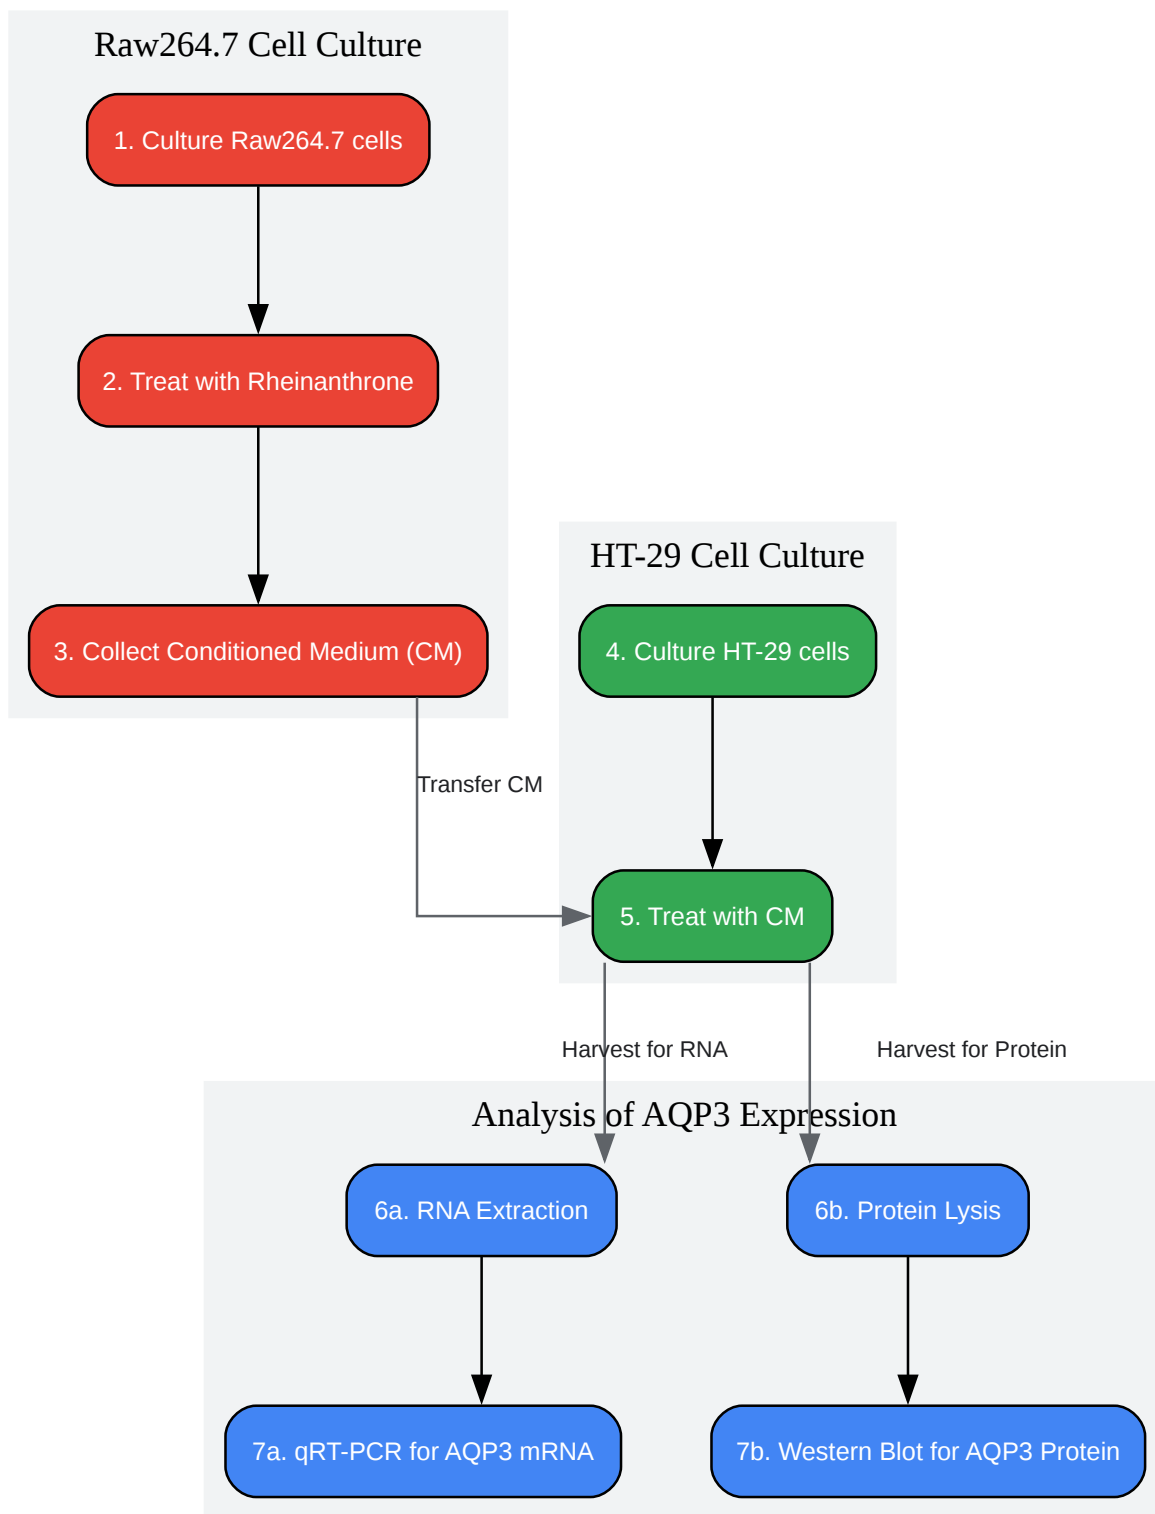 Raw264.7 Cell Culture
1. Culture Raw264.7 cells
2. Treat with Rheinanthrone
3. Collect Conditioned Medium (CM)
HT-29 Cell Culture
4. Culture HT-29 cells
Transfer CM
5. Treat with CM
Harvest for RNA
Harvest for Protein
Analysis of AQP3 Expression
6a. RNA Extraction
6b. Protein Lysis
7a. qRT-PCR for AQP3 mRNA
7b. Western Blot for AQP3 Protein